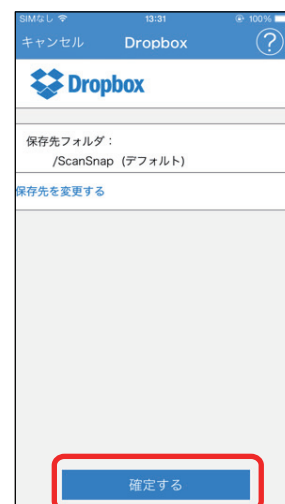 SIMなし 13:31 100%
キャンセル Dropbox ?
Dropbox
保存先フォルダ：
/ScanSnap (デフォルト)
保存先を変更する
確定する